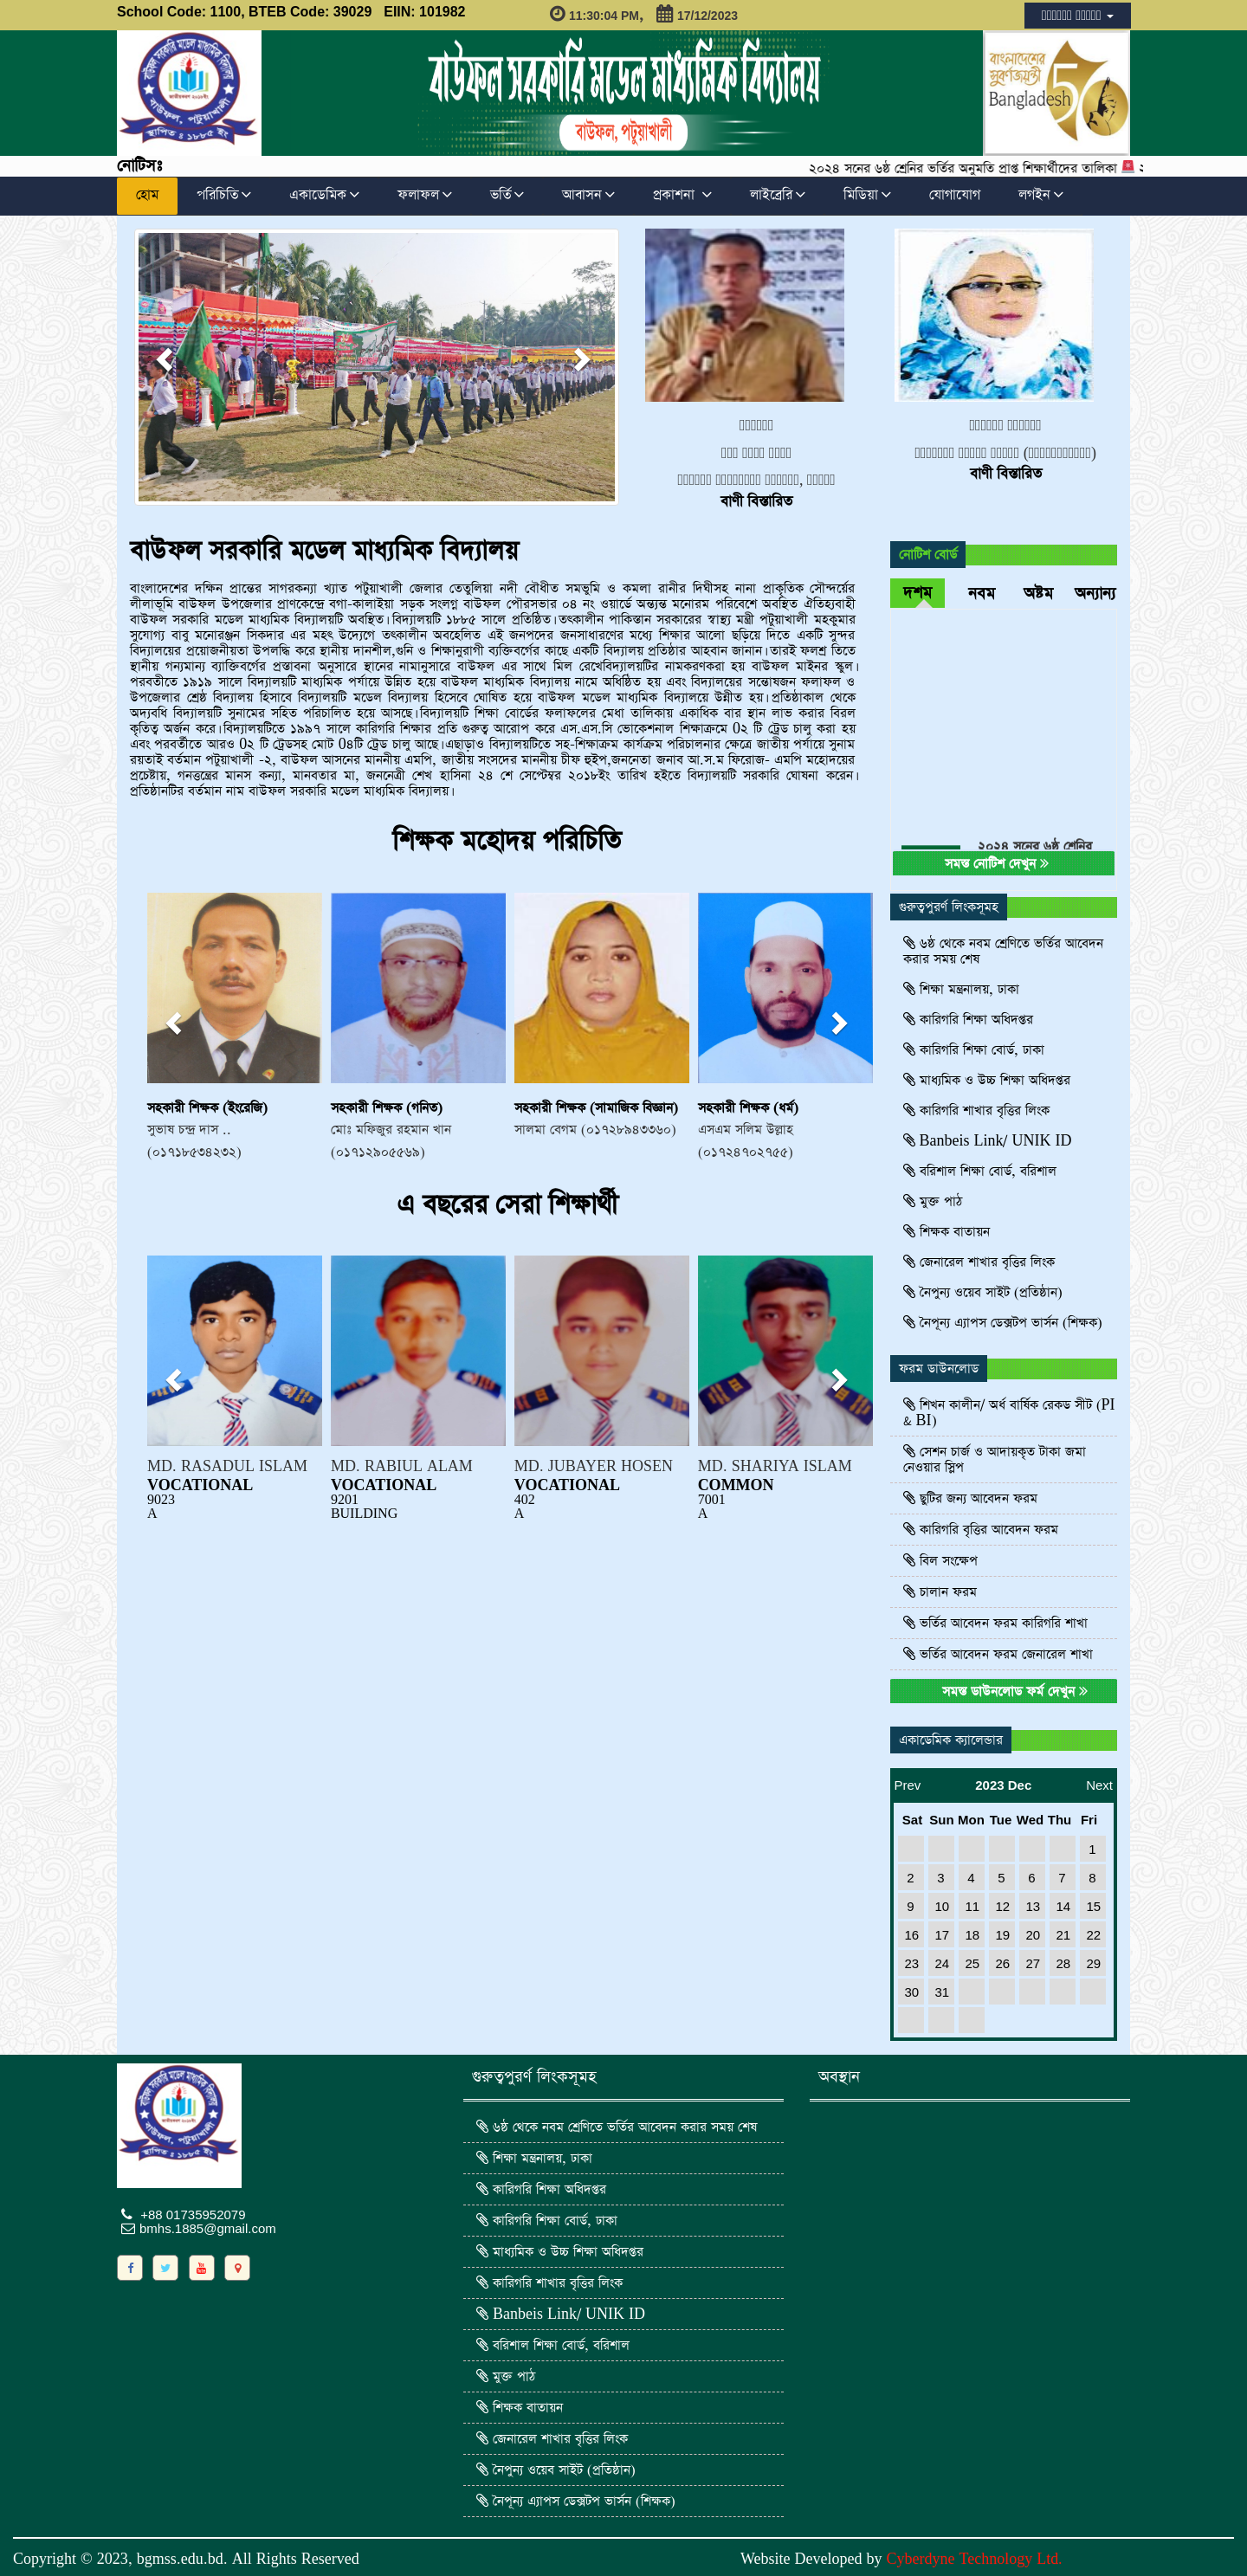 School Code: 1100, BTEB Code: 39029 EIIN: 101982
11:30:04 PM, 17/12/2023
বাউফল সরকারি মডেল মাধ্যমিক বিদ্যালয়
বাউফল, পটুয়াখালী
বাংলাদেশের
সুবর্ণজয়ন্তী
Bangladesh 50
নোটিসঃ
২০২৪ সনের ৬ষ্ঠ শ্রেনির ভর্তির অনুমতি প্রাপ্ত শিক্ষার্থীদের তালিকা
হোম পরিচিতি একাডেমিক ফলাফল ভর্তি আবাসন প্রকাশনা লাইব্রেরি মিডিয়া যোগাযোগ লগইন
বাণী বিস্তারিত
বাণী বিস্তারিত
বাউফল সরকারি মডেল মাধ্যমিক বিদ্যালয়
বাংলাদেশের দক্ষিন প্রান্তের সাগরকন্যা খ্যাত পটুয়াখালী জেলার তেতুলিয়া নদী বৌধীত সমভুমি ও কমলা রানীর দিঘীসহ নানা প্রাকৃতিক সৌন্দর্যের
লীলাভূমি বাউফল উপজেলার প্রাণকেন্দ্রে বগা-কালাইয়া সড়ক সংলগ্ন বাউফল পৌরসভার ০৪ নং ওয়ার্ডে অন্ত্যন্ত মনোরম পরিবেশে অবস্থিত ঐতিহ্যবাহী
বাউফল সরকারি মডেল মাধ্যমিক বিদ্যালয়টি অবস্থিত।বিদ্যালয়টি ১৮৮৫ সালে প্রতিষ্ঠিত।তৎকালীন পাকিস্তান সরকারের স্বাস্থ্য মন্ত্রী পটুয়াখালী মহকুমার
সুযোগ্য বাবু মনোরঞ্জন সিকদার এর মহৎ উদ্যেগে তৎকালীন অবহেলিত এই জনপদের জনসাধারণের মধ্যে শিক্ষার আলো ছড়িয়ে দিতে একটি সুন্দর
বিদ্যালয়ের প্রয়োজনীয়তা উপলদ্ধি করে স্থানীয় দানশীল,গুনি ও শিক্ষানুরাগী ব্যক্তিবর্গের কাছে একটি বিদ্যালয় প্রতিষ্ঠার আহবান জানান।তারই ফলশ্রু তিতে
স্থানীয় গন্যমান্য ব্যাক্তিবর্গের প্রস্তাবনা অনুসারে স্থানের নামানুসারে বাউফল এর সাথে মিল রেখেবিদ্যালয়টির নামকরণকরা হয় বাউফল মাইনর স্কুল।
পরবতীতে ১৯১৯ সালে বিদ্যালয়টি মাধ্যমিক পর্যায়ে উন্নিত হয়ে বাউফল মাধ্যমিক বিদ্যালয় নামে অধিষ্ঠিত হয় এবং বিদ্যালয়ের সন্তোষজন ফলাফল ও
উপজেলার শ্রেষ্ঠ বিদ্যালয় হিসাবে বিদ্যালয়টি মডেল বিদ্যালয় হিসেবে ঘোষিত হয়ে বাউফল মডেল মাধ্যমিক বিদ্যালয়ে উন্নীত হয়।প্রতিষ্ঠাকাল থেকে
অদ্যবধি বিদ্যালয়টি সুনামের সহিত পরিচালিত হয়ে আসছে।বিদ্যালয়টি শিক্ষা বোর্ডের ফলাফলের মেধা তালিকায় একাধিক বার স্থান লাভ করার বিরল
কৃতিত্ব অর্জন করে।বিদ্যালয়টিতে ১৯৯৭ সালে কারিগরি শিক্ষার প্রতি গুরুত্ব আরোপ করে এস.এস.সি ভোকেশনাল শিক্ষাক্রমে 0২ টি ট্রেড চালু করা হয়
এবং পরবর্তীতে আরও 0২ টি ট্রেডসহ মোট 0৪টি ট্রেড চালু আছে।এছাড়াও বিদ্যালয়টিতে সহ-শিক্ষাক্রম কার্যক্রম পরিচালনার ক্ষেত্রে জাতীয় পর্যায়ে সুনাম
রয়তাই বর্তমান পটুয়াখালী -২, বাউফল আসনের মাননীয় এমপি, জাতীয় সংসদের মাননীয় চীফ হুইপ,জননেতা জনাব আ.স.ম ফিরোজ- এমপি মহোদয়ের
প্রচেষ্টায়, গনতন্ত্রের মানস কন্যা, মানবতার মা, জননেত্রী শেখ হাসিনা ২৪ শে সেপ্টেম্বর ২০১৮ইং তারিখ হইতে বিদ্যালয়টি সরকারি ঘোষনা করেন।
প্রতিষ্ঠানটির বর্তমান নাম বাউফল সরকারি মডেল মাধ্যমিক বিদ্যালয়।
শিক্ষক মহোদয় পরিচিতি
সহকারী শিক্ষক (ইংরেজি)
সুভাষ চন্দ্র দাস ..
(০১৭১৮৫৩৪২৩২)
সহকারী শিক্ষক (গনিত)
মোঃ মফিজুর রহমান খান
(০১৭১২৯০৫৫৬৯)
সহকারী শিক্ষক (সামাজিক বিজ্ঞান)
সালমা বেগম (০১৭২৮৯৪৩৩৬০)
সহকারী শিক্ষক (ধর্ম)
এসএম সলিম উল্লাহ
(০১৭২৪৭০২৭৫৫)
এ বছরের সেরা শিক্ষার্থী
MD. RASADUL ISLAM
VOCATIONAL
9023
A
MD. RABIUL ALAM
VOCATIONAL
9201
BUILDING
MD. JUBAYER HOSEN
VOCATIONAL
402
A
MD. SHARIYA ISLAM
COMMON
7001
A
নোটিশ বোর্ড
দশম নবম অষ্টম অন্যান্য
২০২৪ সনের ৬ষ্ঠ শ্রেনির
সমস্ত নোটিশ দেখুন
গুরুত্বপুর্ণ লিংকসূমহ
৬ষ্ঠ থেকে নবম শ্রেণিতে ভর্তির আবেদন
করার সময় শেষ
শিক্ষা মন্ত্রনালয়, ঢাকা
কারিগরি শিক্ষা অধিদপ্তর
কারিগরি শিক্ষা বোর্ড, ঢাকা
মাধ্যমিক ও উচ্চ শিক্ষা অধিদপ্তর
কারিগরি শাখার বৃত্তির লিংক
Banbeis Link/ UNIK ID
বরিশাল শিক্ষা বোর্ড, বরিশাল
মুক্ত পাঠ
শিক্ষক বাতায়ন
জেনারেল শাখার বৃত্তির লিংক
নৈপুন্য ওয়েব সাইট (প্রতিষ্ঠান)
নৈপূন্য এ্যাপস ডেক্সটপ ভার্সন (শিক্ষক)
ফরম ডাউনলোড
শিখন কালীন/ অর্ধ বার্ষিক রেকড সীট (PI
& BI)
সেশন চার্জ ও আদায়কৃত টাকা জমা
নেওয়ার স্লিপ
ছুটির জন্য আবেদন ফরম
কারিগরি বৃত্তির আবেদন ফরম
বিল সংক্ষেপ
চালান ফরম
ভর্তির আবেদন ফরম কারিগরি শাখা
ভর্তির আবেদন ফরম জেনারেল শাখা
সমস্ত ডাউনলোড ফর্ম দেখুন
একাডেমিক ক্যালেন্ডার
Prev 2023 Dec Next
Sat Sun Mon Tue Wed Thu Fri
1
2 3 4 5 6 7 8
9 10 11 12 13 14 15
16 17 18 19 20 21 22
23 24 25 26 27 28 29
30 31
+88 01735952079
bmhs.1885@gmail.com
গুরুত্বপুর্ণ লিংকসূমহ
৬ষ্ঠ থেকে নবম শ্রেণিতে ভর্তির আবেদন করার সময় শেষ
শিক্ষা মন্ত্রনালয়, ঢাকা
কারিগরি শিক্ষা অধিদপ্তর
কারিগরি শিক্ষা বোর্ড, ঢাকা
মাধ্যমিক ও উচ্চ শিক্ষা অধিদপ্তর
কারিগরি শাখার বৃত্তির লিংক
Banbeis Link/ UNIK ID
বরিশাল শিক্ষা বোর্ড, বরিশাল
মুক্ত পাঠ
শিক্ষক বাতায়ন
জেনারেল শাখার বৃত্তির লিংক
নৈপুন্য ওয়েব সাইট (প্রতিষ্ঠান)
নৈপূন্য এ্যাপস ডেক্সটপ ভার্সন (শিক্ষক)
অবস্থান
Copyright © 2023, bgmss.edu.bd. All Rights Reserved
Website Developed by Cyberdyne Technology Ltd.